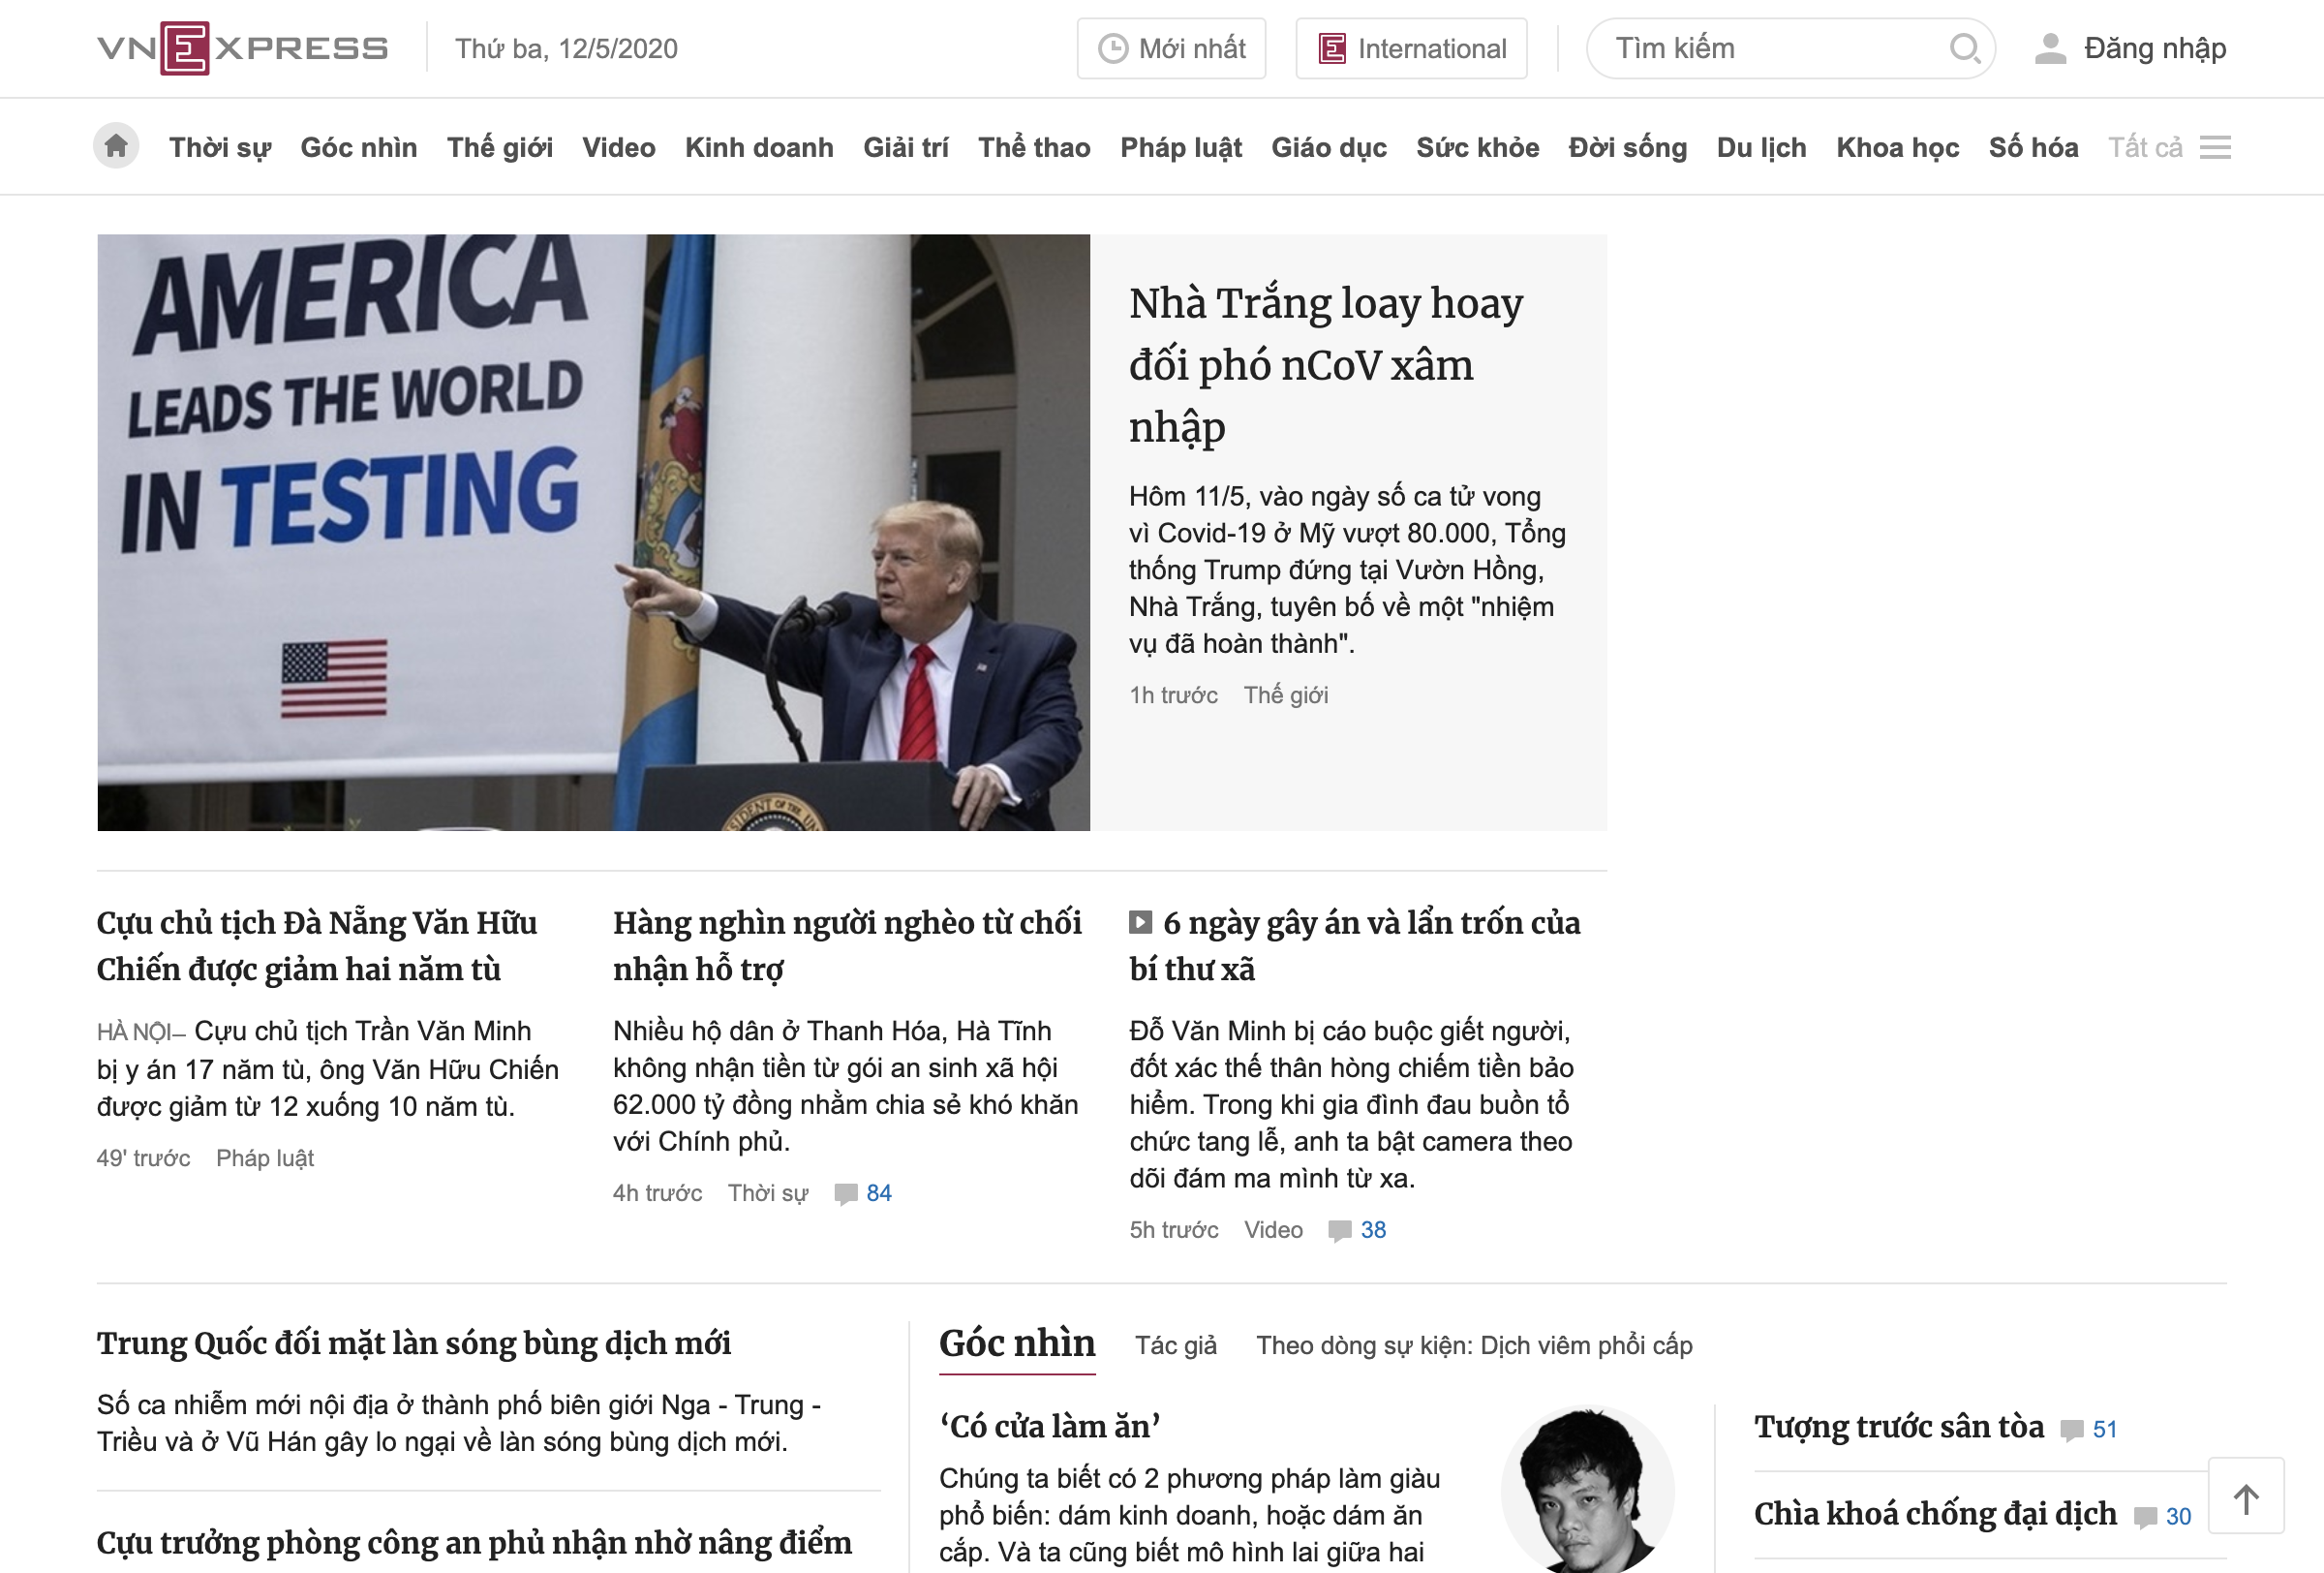 VNEXPRESS
Thứ ba, 12/5/2020
Mới nhất
International
Tìm kiếm
Đăng nhập
Thời sự Góc nhìn Thế giới Video Kinh doanh Giải trí Thể thao Pháp luật Giáo dục Sức khỏe Đời sống Du lịch Khoa học Số hóa Tất cả
AMERICA
LEADS THE WORLD
IN TESTING
Nhà Trắng loay hoay
đối phó nCoV xâm
nhập
Hôm 11/5, vào ngày số ca tử vong
vì Covid-19 ở Mỹ vượt 80.000, Tổng
thống Trump đứng tại Vườn Hồng,
Nhà Trắng, tuyên bố về một "nhiệm
vụ đã hoàn thành".
1h trước Thế giới
Cựu chủ tịch Đà Nẵng Văn Hữu
Chiến được giảm hai năm tù
HÀ NỘI– Cựu chủ tịch Trần Văn Minh
bị y án 17 năm tù, ông Văn Hữu Chiến
được giảm từ 12 xuống 10 năm tù.
49' trước Pháp luật
Hàng nghìn người nghèo từ chối
nhận hỗ trợ
Nhiều hộ dân ở Thanh Hóa, Hà Tĩnh
không nhận tiền từ gói an sinh xã hội
62.000 tỷ đồng nhằm chia sẻ khó khăn
với Chính phủ.
4h trước Thời sự 84
6 ngày gây án và lẩn trốn của
bí thư xã
Đỗ Văn Minh bị cáo buộc giết người,
đốt xác thế thân hòng chiếm tiền bảo
hiểm. Trong khi gia đình đau buồn tổ
chức tang lễ, anh ta bật camera theo
dõi đám ma mình từ xa.
5h trước Video 38
Trung Quốc đối mặt làn sóng bùng dịch mới
Số ca nhiễm mới nội địa ở thành phố biên giới Nga - Trung -
Triều và ở Vũ Hán gây lo ngại về làn sóng bùng dịch mới.
Cựu trưởng phòng công an phủ nhận nhờ nâng điểm
Góc nhìn Tác giả Theo dòng sự kiện: Dịch viêm phổi cấp
‘Có cửa làm ăn’
Chúng ta biết có 2 phương pháp làm giàu
phổ biến: dám kinh doanh, hoặc dám ăn
cắp. Và ta cũng biết mô hình lai giữa hai
Tượng trước sân tòa 51
Chìa khoá chống đại dịch 30